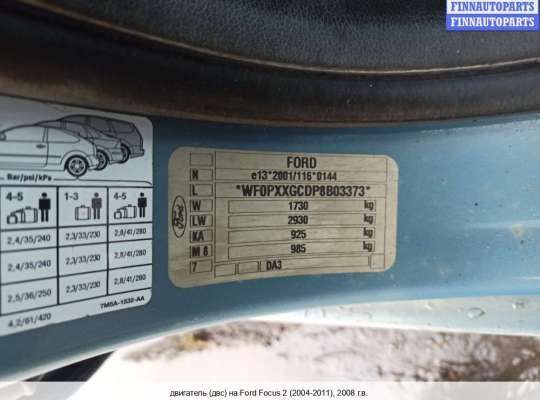 FINNAUTOPARTS
FINNAUTOPARTS
Bar/psi/kPa
4-5 1-3 4-5
2,4/35/240 2,3/33/230 2,8/41/280
2,4/35/240 2,3/33/230 2,8/41/280
2,5/36/250 2,3/33/230 2,8/41/280
4,2/61/420
7M5A-1532-AA
FORD
N e13*2001/116*0144
L *WF0PXXGCDP8B03373*
W 1730 kg
LW 2930 kg
KA 925 kg
M 6 985 kg
7 DA3
Ford
двигатель (двс) на Ford Focus 2 (2004-2011), 2008 г.в.